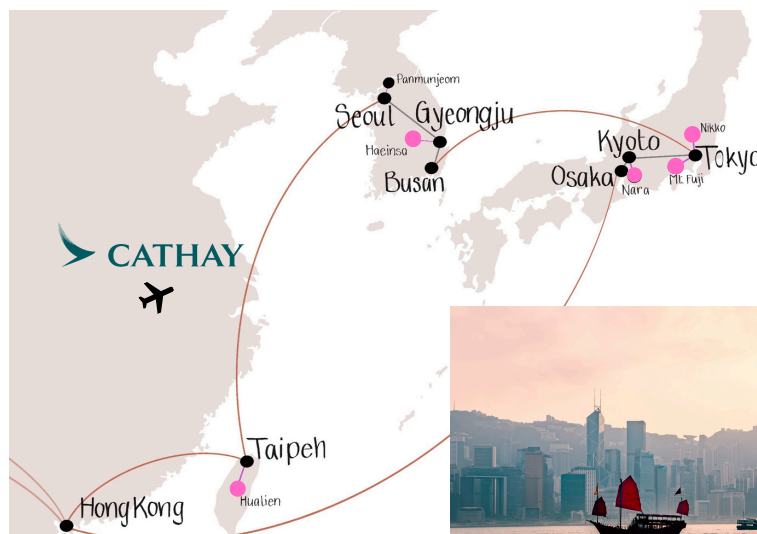 Panmunjeom
Seoul
Gyeongju
Haeinsa
Busan
Nikko
Kyoto
Tokyo
Osaka
Mt. Fuji
Nara
CATHAY
Taipeh
Hualien
HongKong